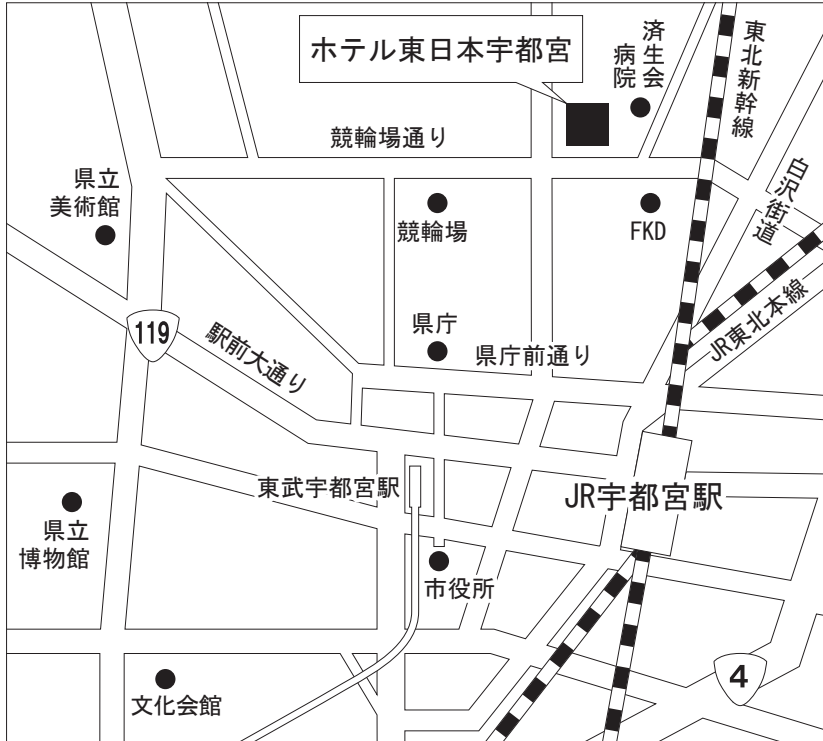 ホテル東日本宇都宮
済生会
病院
東北新幹線
競輪場通り
白沢街道
県立
美術館
競輪場
FKD
119
駅前大通り
県庁
県庁前通り
JR東北本線
東武宇都宮駅
JR宇都宮駅
県立
博物館
市役所
4
文化会館